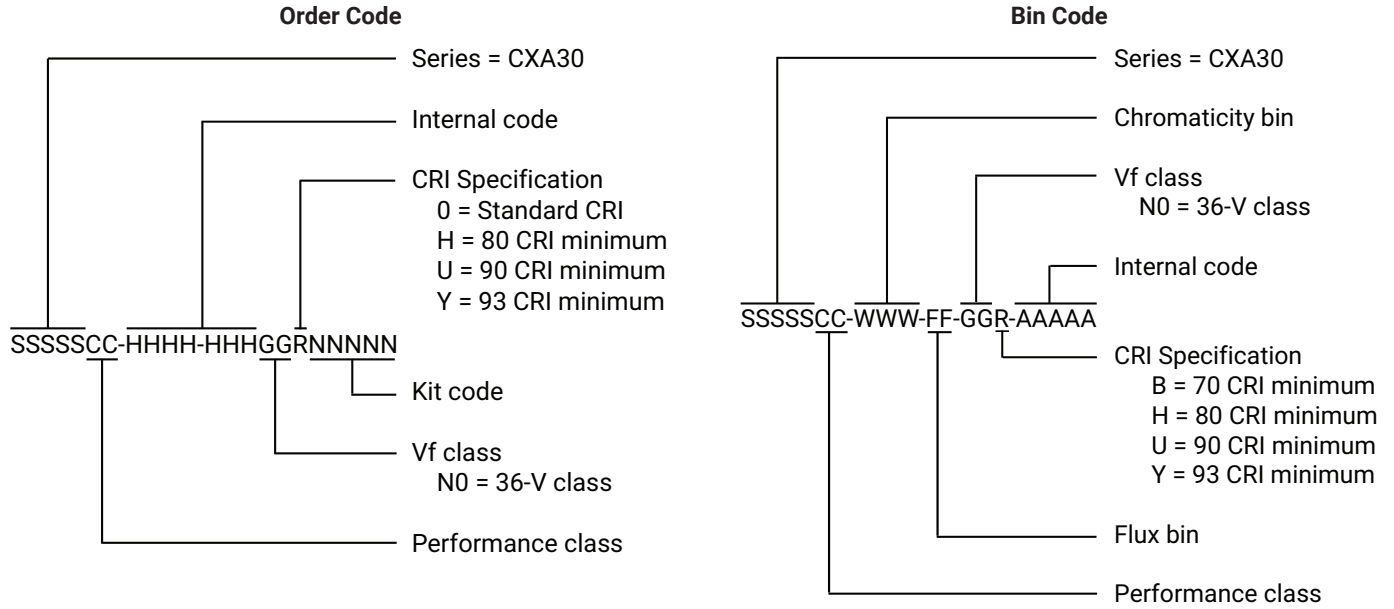 Order Code
Series = CXA30
Internal code
CRI Specification
0 = Standard CRI
H = 80 CRI minimum
U = 90 CRI minimum
Y = 93 CRI minimum
SSSSSCC-HHHH-HHHGGRNNNNN
Kit code
Vf class
N0 = 36-V class
Performance class
Bin Code
Series = CXA30
Chromaticity bin
Vf class
N0 = 36-V class
Internal code
SSSSSCC-WWW-FF-GGR-AAAAA
CRI Specification
B = 70 CRI minimum
H = 80 CRI minimum
U = 90 CRI minimum
Y = 93 CRI minimum
Flux bin
Performance class